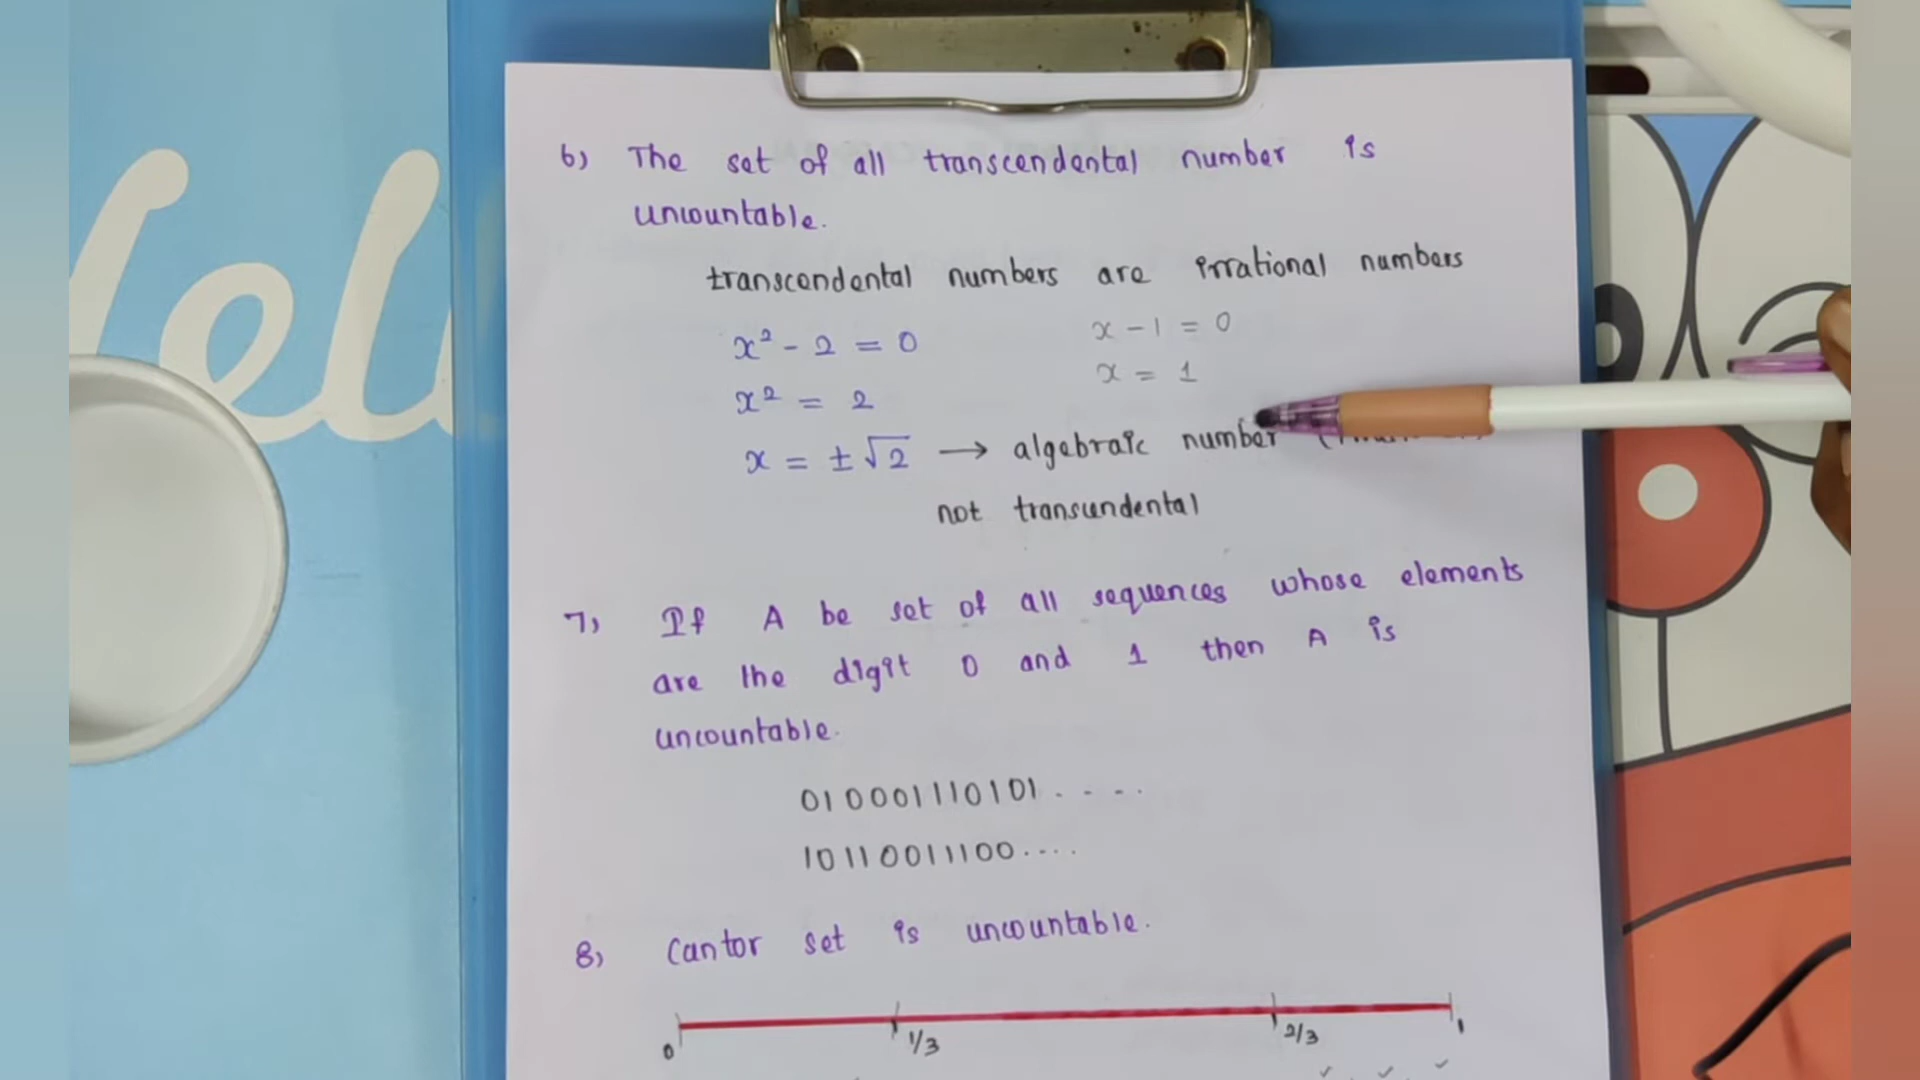 6) The set of all transcendental number is
uncountable.
transcendental numbers are irrational numbers
x² - 2 = 0
x - 1 = 0
x² = 2
x = 1
x = ±√2 → algebraic number
not transcendental
7) If A be set of all sequences whose elements
are the digit 0 and 1 then A is
uncountable.
010001110101 . - - .
10110011100 ....
8) Cantor set is uncountable.
0 1/3 2/3 1